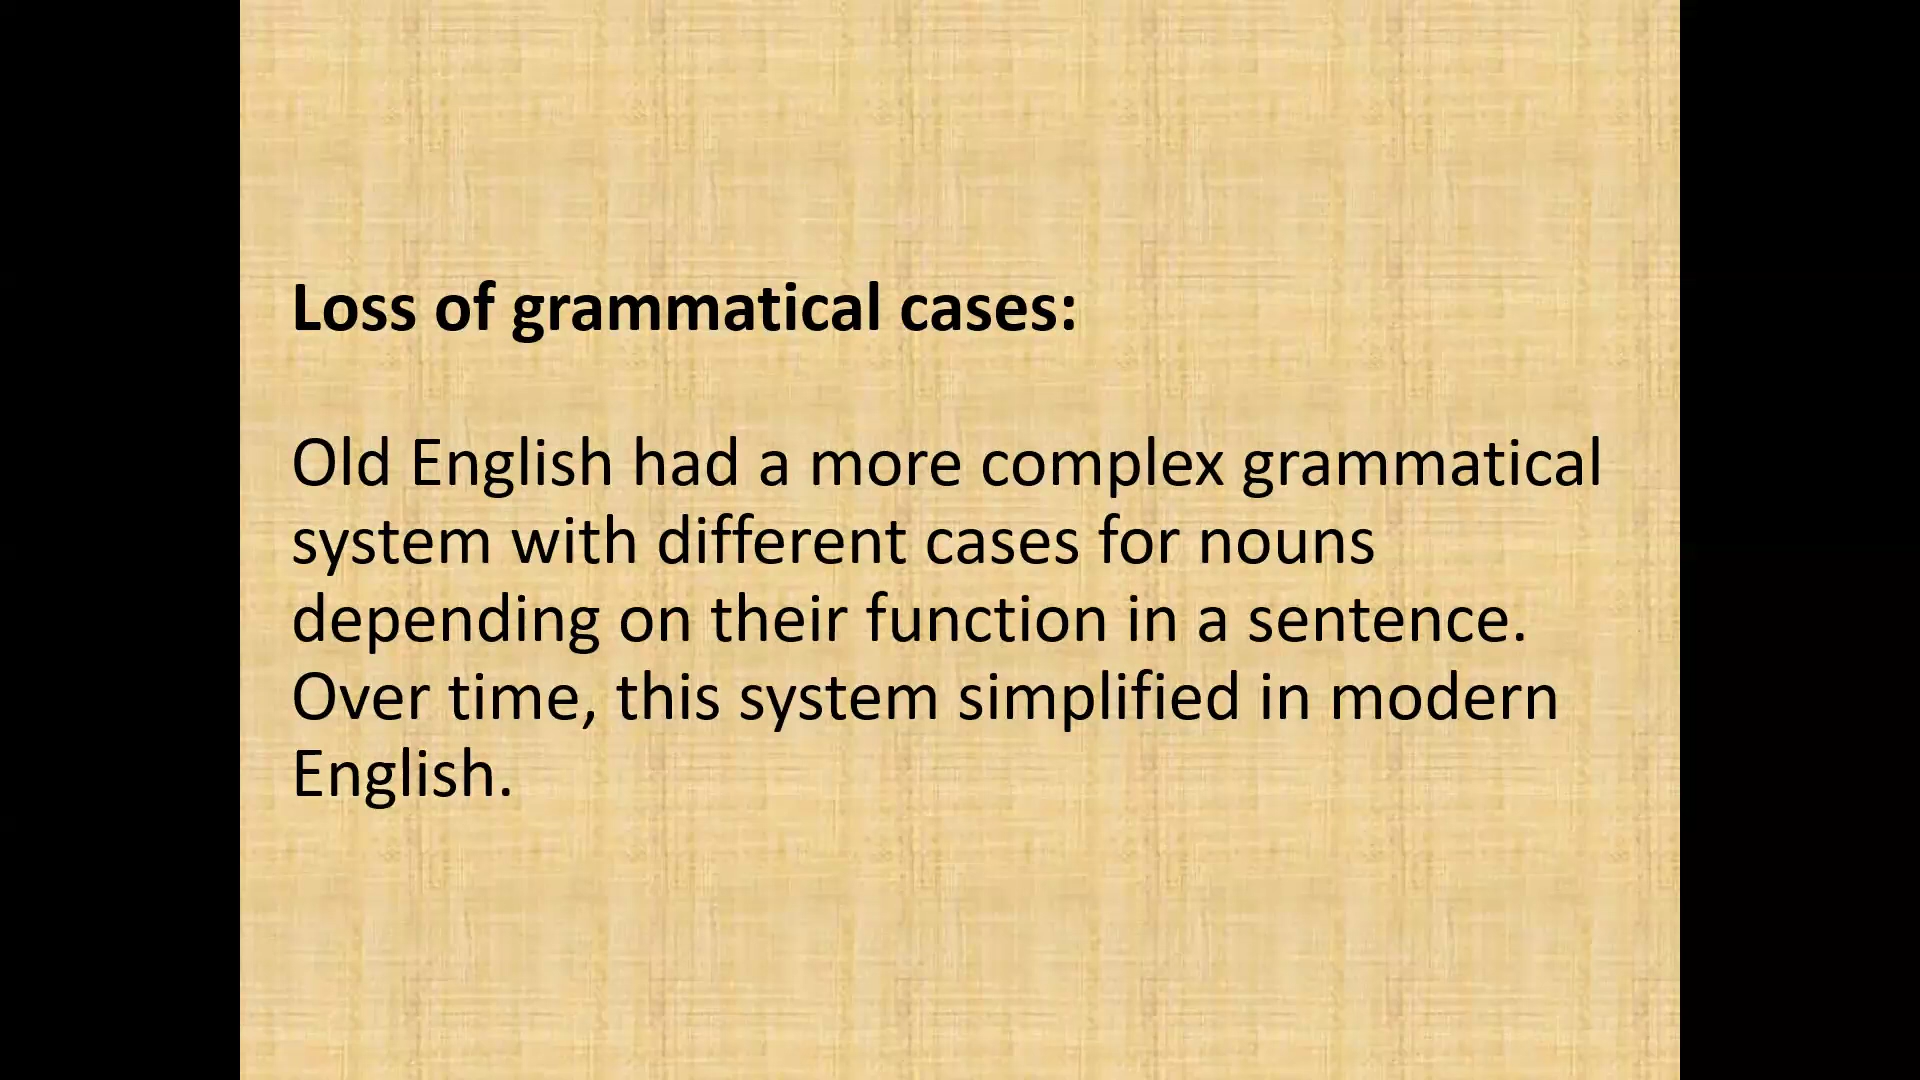 Loss of grammatical cases:
Old English had a more complex grammatical
system with different cases for nouns
depending on their function in a sentence.
Over time, this system simplified in modern
English.